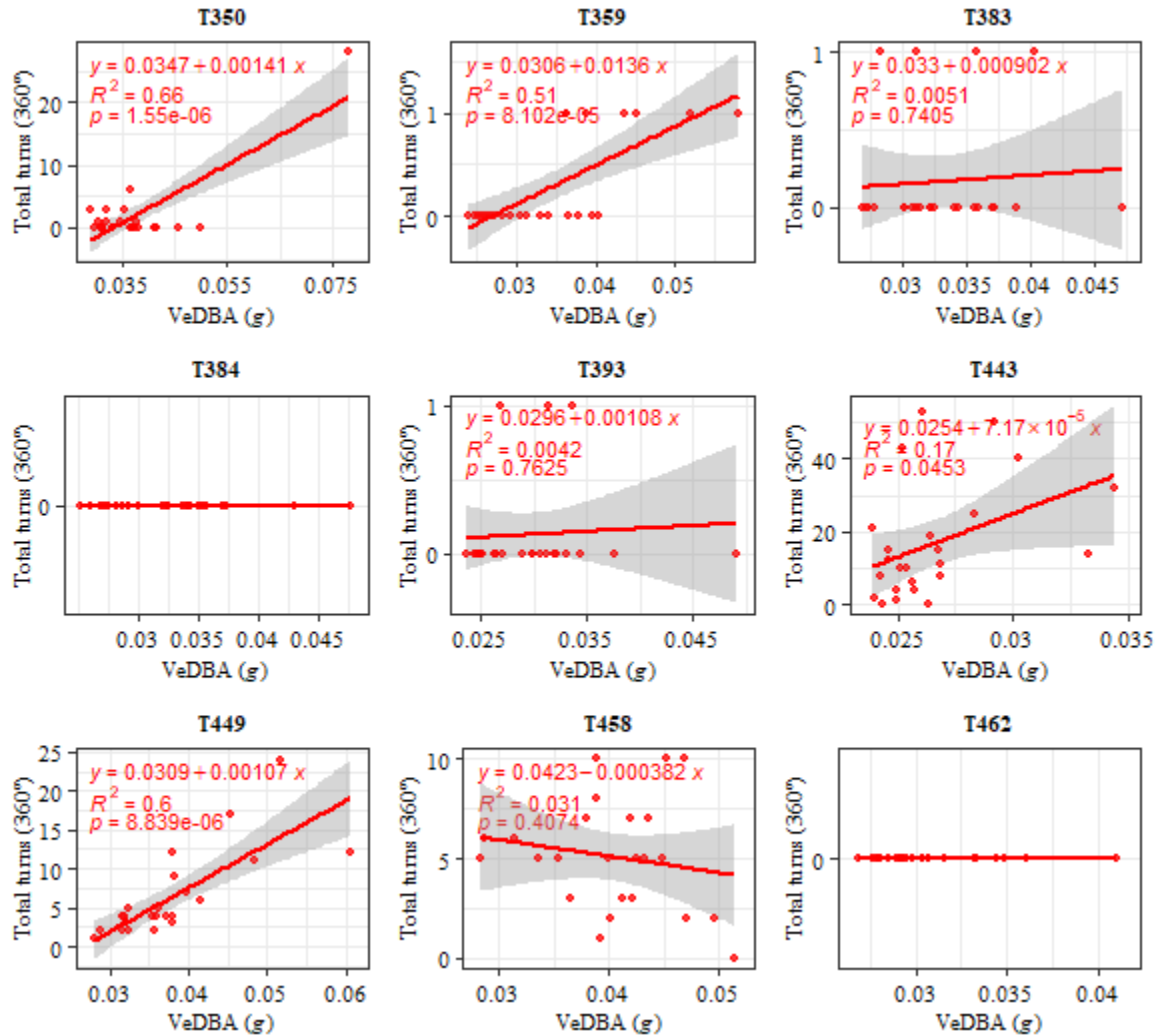 T350
Total turns (360º)
20
10
0
y = 0.0347 + 0.00141 x
R² = 0.66
p = 1.55e-06
0.035 0.055 0.075
VeDBA (g)
T359
Total turns (360º)
1
0
y = 0.0306 + 0.0136 x
R² = 0.51
p = 8.102e-05
0.03 0.04 0.05
VeDBA (g)
T383
Total turns (360º)
1
0
y = 0.033 + 0.000902 x
R² = 0.0051
p = 0.7405
0.03 0.035 0.04 0.045
VeDBA (g)
T384
Total turns (360º)
0
0.03 0.035 0.04 0.045
VeDBA (g)
T393
Total turns (360º)
1
0
y = 0.0296 + 0.00108 x
R² = 0.0042
p = 0.7625
0.025 0.035 0.045
VeDBA (g)
T443
Total turns (360º)
40
20
0
y = 0.0254 + 7.17 × 10⁻⁵ x
R² = 0.17
p = 0.0453
0.025 0.03 0.035
VeDBA (g)
T449
Total turns (360º)
25
20
15
10
5
0
y = 0.0309 + 0.00107 x
R² = 0.6
p = 8.839e-06
0.03 0.04 0.05 0.06
VeDBA (g)
T458
Total turns (360º)
10
5
0
y = 0.0423 − 0.000382 x
R² = 0.031
p = 0.4074
0.03 0.04 0.05
VeDBA (g)
T462
Total turns (360º)
0
0.03 0.035 0.04
VeDBA (g)